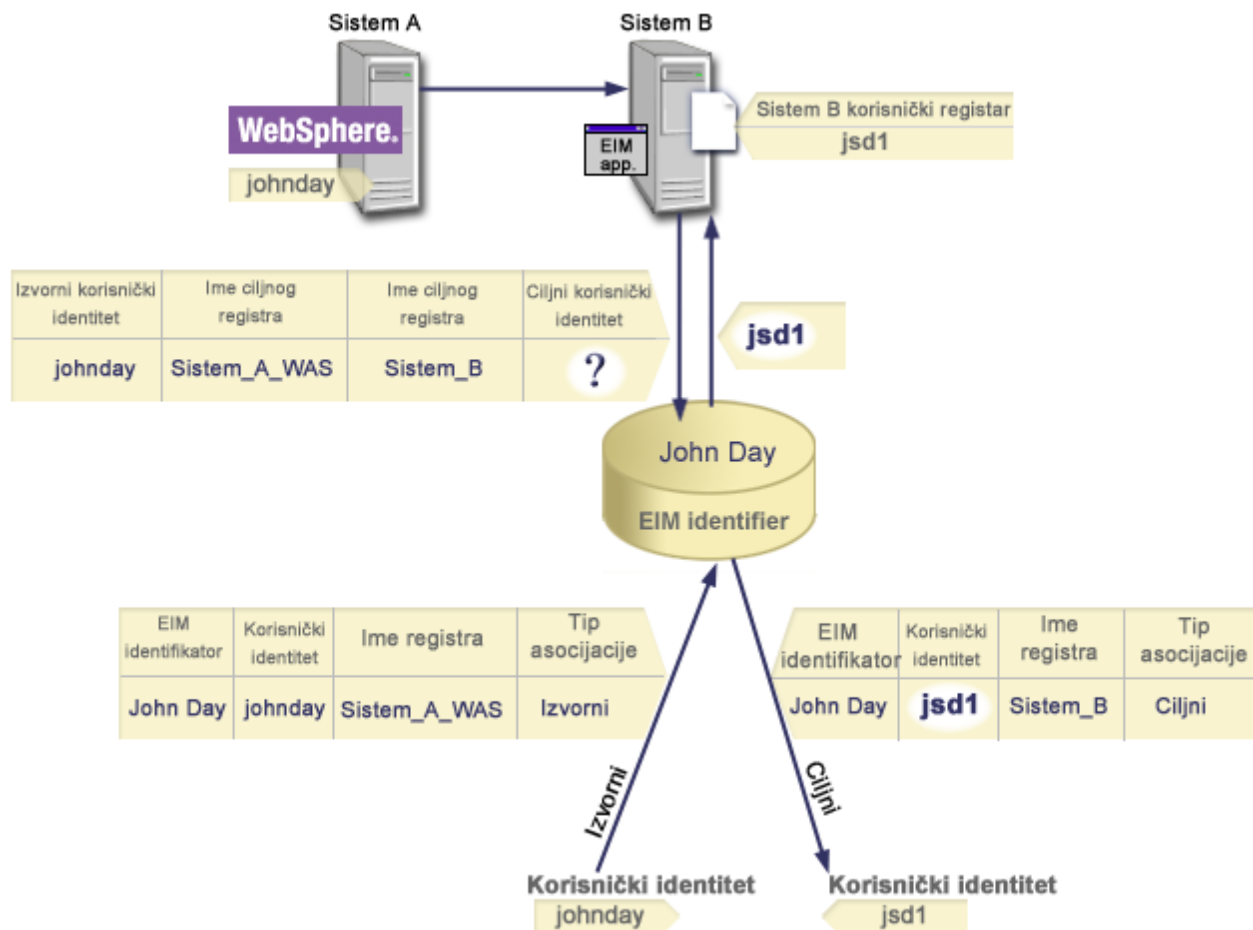 Sistem A
Sistem B
WebSphere.
johnday
EIM
app.
Sistem B korisnički registar
jsd1
Izvorni korisnički
identitet
Ime ciljnog
registra
Ime ciljnog
registra
Ciljni korisnički
identitet
johnday
Sistem_A_WAS
Sistem_B
?
jsd1
John Day
EIM identifier
EIM
identifikator
Korisnički
identitet
Ime registra
Tip
asocijacije
John Day
johnday
Sistem_A_WAS
Izvorni
EIM
identifikator
Korisnički
identitet
Ime
registra
Tip
asocijacije
John Day
jsd1
Sistem_B
Ciljni
Izvorni
Ciljni
Korisnički identitet
johnday
Korisnički identitet
jsd1